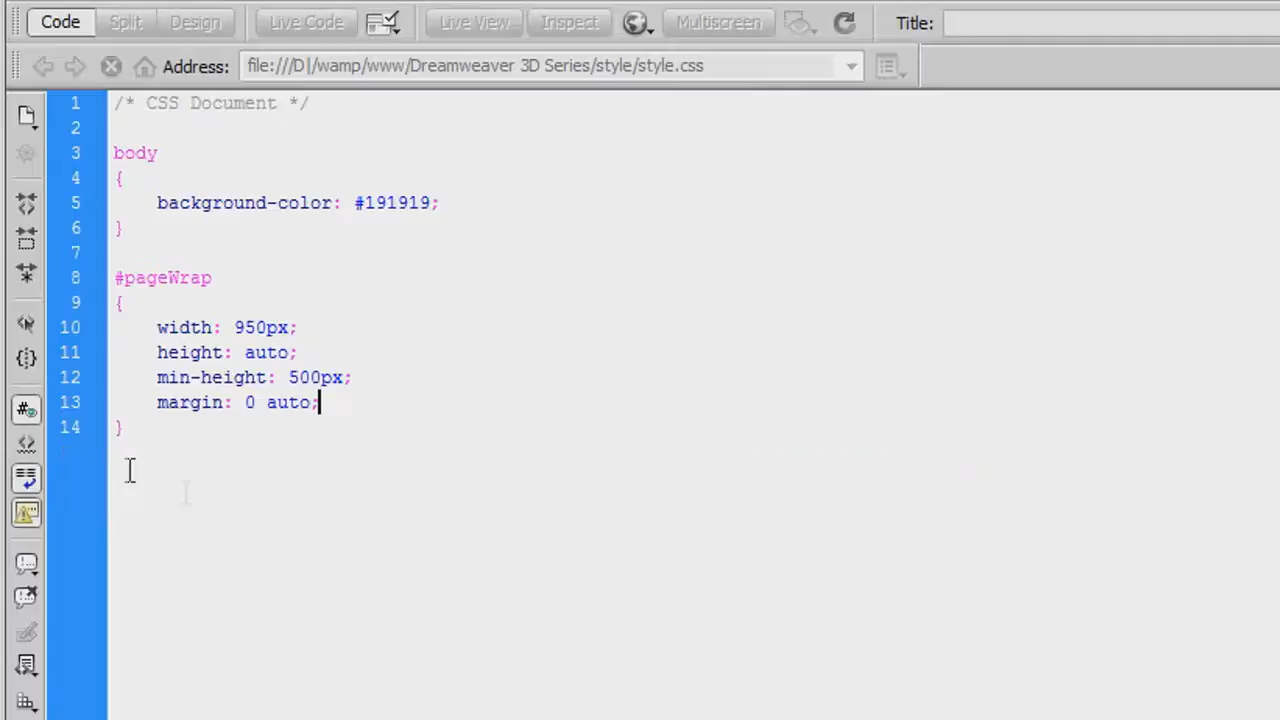 Code Split Design Live Code Live View Inspect Multiscreen Title:
Address: file:///D|/wamp/www/Dreamweaver 3D Series/style/style.css
1 /* CSS Document */
2
3 body
4 {
5 background-color: #191919;
6 }
7
8 #pageWrap
9 {
10 width: 950px;
11 height: auto;
12 min-height: 500px;
13 margin: 0 auto;
14 }